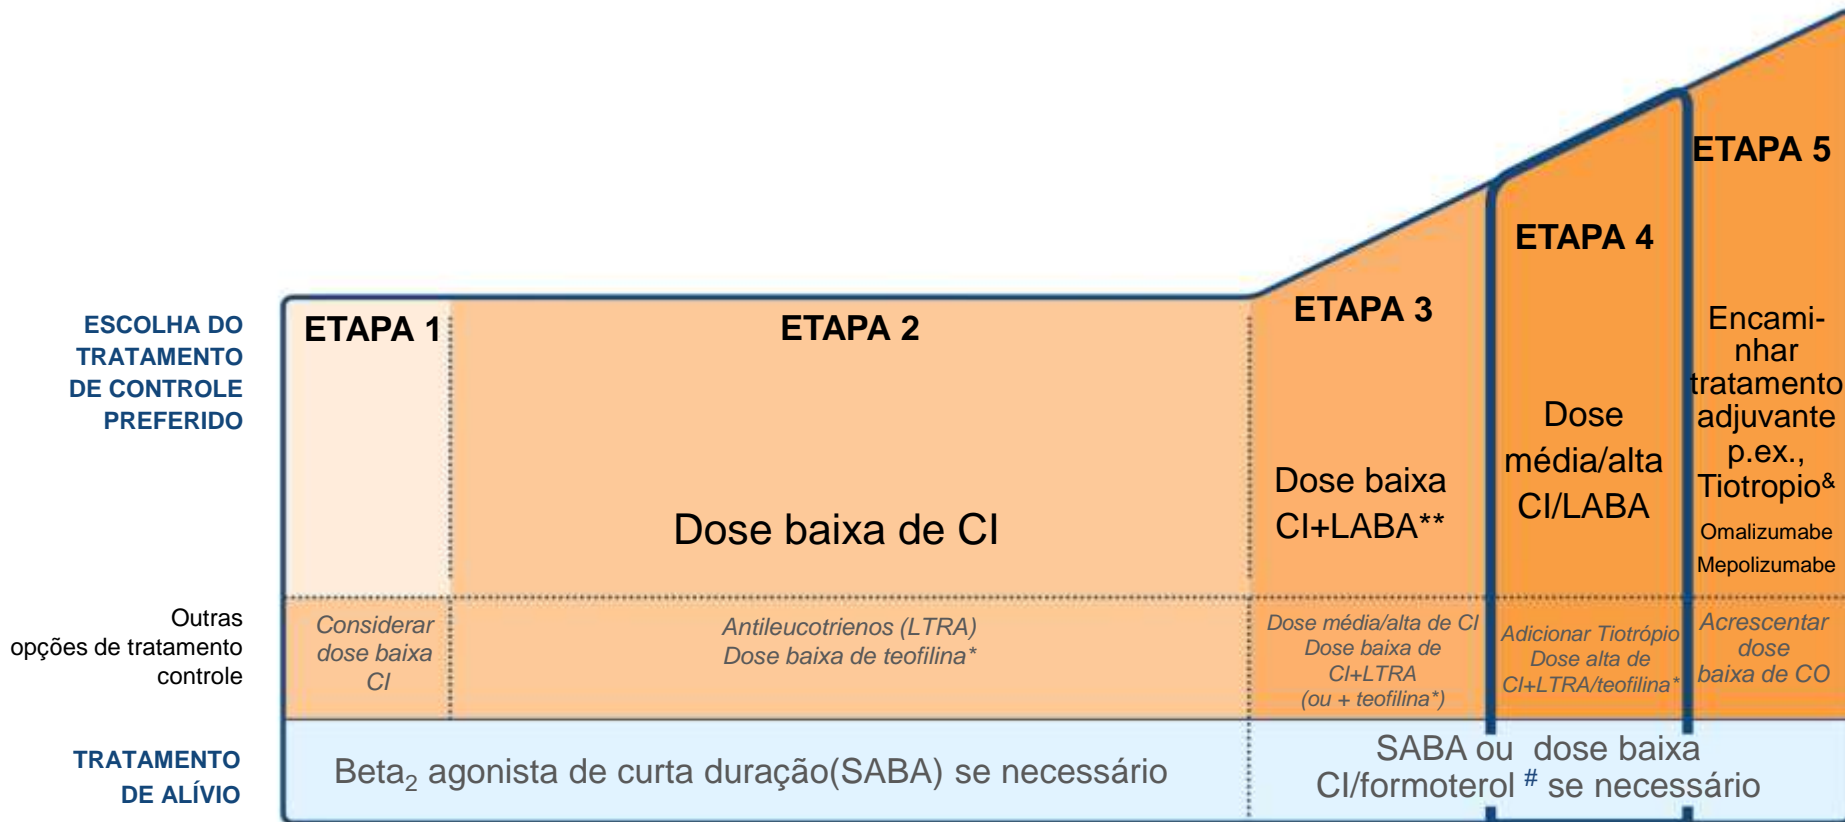 ETAPA 5
ETAPA 4
ETAPA 3
ESCOLHA DO
TRATAMENTO
DE CONTROLE
PREFERIDO
ETAPA 1
ETAPA 2
Dose baixa de CI
Dose baixa
CI+LABA**
Dose
média/alta
CI/LABA
Encami-
nhar
tratamento
adjuvante
p.ex.,
Tiotropio&
Omalizumabe
Mepolizumabe
Outras
opções de tratamento
controle
Considerar
dose baixa
CI
Antileucotrienos (LTRA)
Dose baixa de teofilina*
Dose média/alta de CI
Dose baixa de
CI+LTRA
(ou + teofilina*)
Adicionar Tiotrópio
Dose alta de
CI+LTRA/teofilina*
Acrescentar
dose
baixa de CO
TRATAMENTO
DE ALÍVIO
Beta2 agonista de curta duração(SABA) se necessário
SABA ou dose baixa
CI/formoterol # se necessário